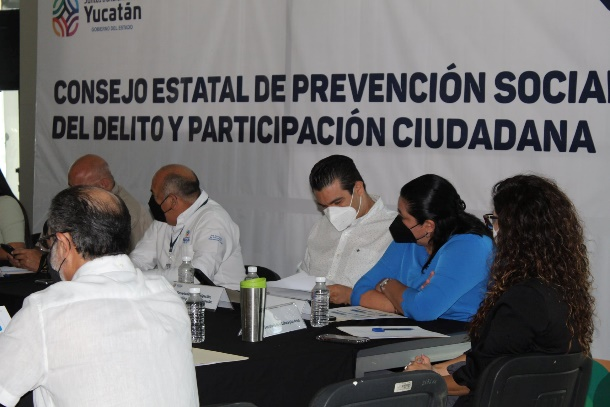 Yucatán
GOBIERNO DEL ESTADO
CONSEJO ESTATAL DE PREVENCIÓN SOCIAL
DEL DELITO Y PARTICIPACIÓN CIUDADANA